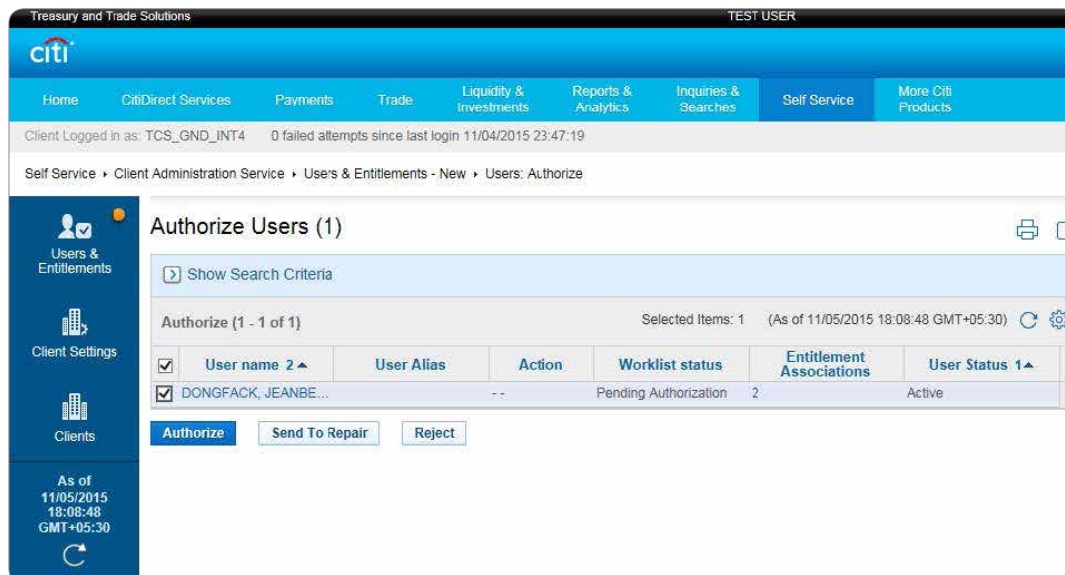 Treasury and Trade Solutions TEST USER
citi
Home CitiDirect Services Payments Trade Liquidity & Investments Reports & Analytics Inquiries & Searches Self Service More Citi Products
Client Logged in as: TCS_GND_INT4 0 failed attempts since last login 11/04/2015 23:47:19
Self Service ▸ Client Administration Service ▸ Users & Entitlements - New ▸ Users: Authorize
Users &
Entitlements
Client Settings
Clients
As of
11/05/2015
18:08:48
GMT+05:30
Authorize Users (1)
Show Search Criteria
Authorize (1 - 1 of 1) Selected Items: 1 (As of 11/05/2015 18:08:48 GMT+05:30)
User name 2▲ User Alias Action Worklist status Entitlement Associations User Status 1▲
DONGFACK, JEANBE... -- Pending Authorization 2 Active
Authorize Send To Repair Reject